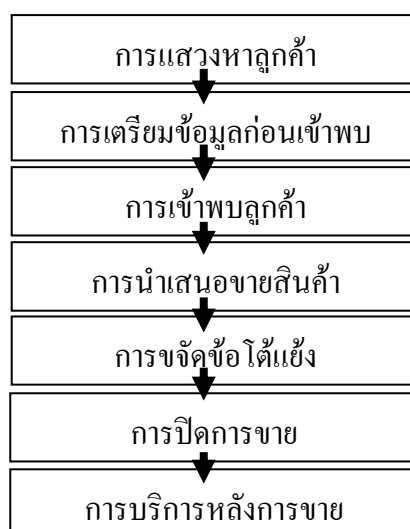 การแสวงหาลูกค้า
การเตรียมข้อมูลก่อนเข้าพบ
การเข้าพบลูกค้า
การนำเสนอขายสินค้า
การขจัดข้อโต้แย้ง
การปิดการขาย
การบริการหลังการขาย